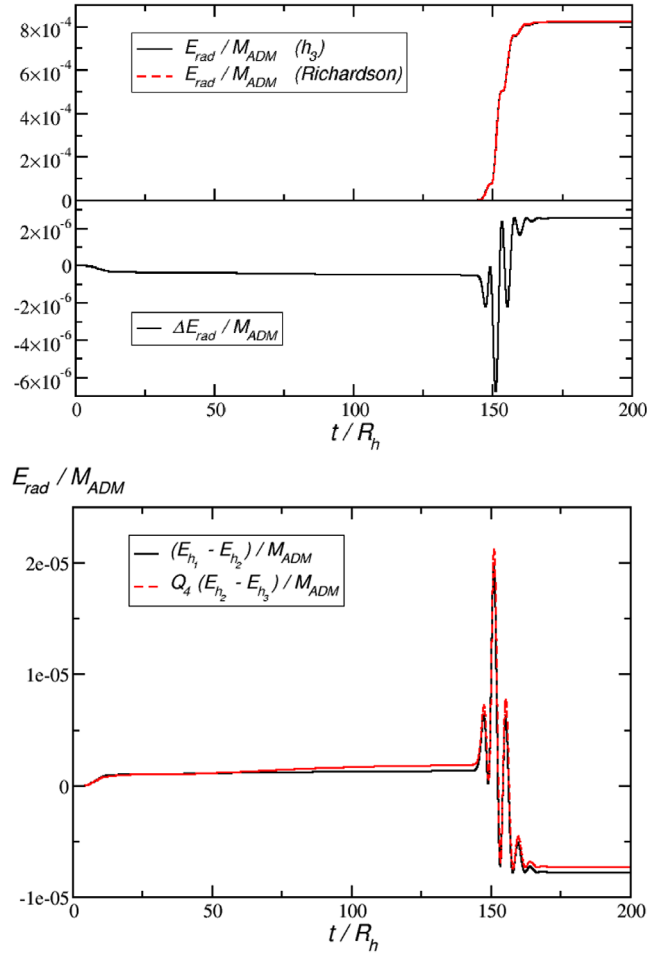 8×10⁻⁴
6×10⁻⁴
4×10⁻⁴
2×10⁻⁴
0
E_rad / M_ADM (h₃)
E_rad / M_ADM (Richardson)
2×10⁻⁶
0
-2×10⁻⁶
-4×10⁻⁶
-6×10⁻⁶
ΔE_rad / M_ADM
0 50 100 150 200
t / R_h
E_rad / M_ADM
2e-05
1e-05
0
-1e-05
(E_h₁ - E_h₂) / M_ADM
Q₄ (E_h₂ - E_h₃) / M_ADM
0 50 100 150 200
t / R_h